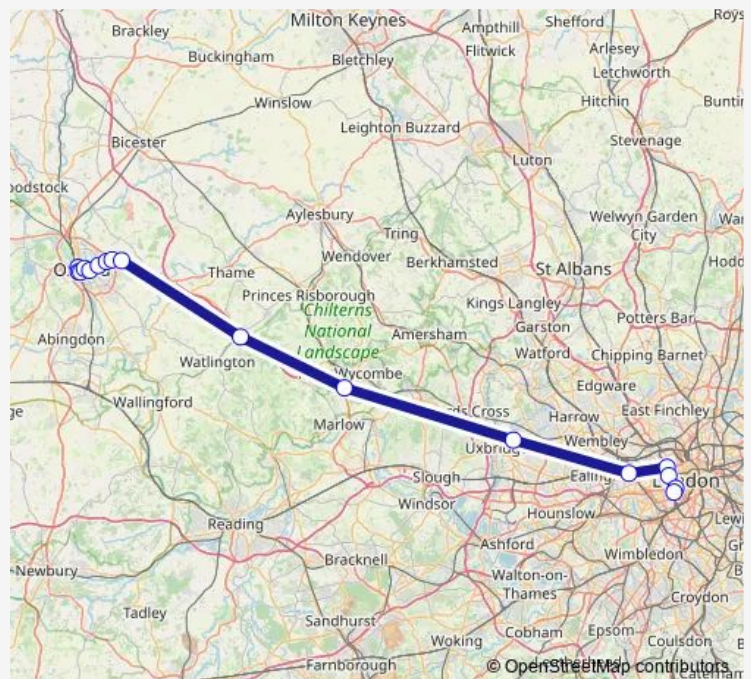 Milton Keynes
Ampthill
Shefford
Brackley
Flitwick
Arlesey
Buckingham
Bletchley
Letchworth
Winslow
Hitchin
Leighton Buzzard
Bicester
Stevenage
Luton
Aylesbury
Welwyn Garden
City
Tring
Wendover
Berkhamsted
St Albans
Thame
Princes Risborough
Kings Langley
Chilterns
National
Landscape
Garston
Potters Bar
Abingdon
Amersham
Watford
Chipping Barnet
Watlington
Wycombe
Edgware
Wallingford
Harrow
East Finchley
Marlow
Wembley
Slough
Windsor
Reading
Hounslow
Ashford
Wimbledon
Bracknell
Newbury
Walton-on-
Thames
Croydon
Tadley
Sandhurst
Cobham
Epsom
Coulsdon
Woking
Farnborough
© OpenStreetMap contributors